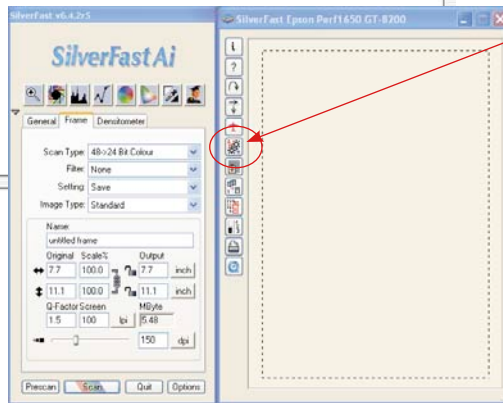 SilverFast v6.4.2r5
SilverFast Ai
General Frame Densitometer
Scan Type: 48->24 Bit Colour
Filter: None
Setting: Save
Image Type: Standard
Name
untitled frame
Original Scale% Output
7.7 100.0 7.7 inch
11.1 100.0 11.1 inch
Q-Factor Screen MByte
1.5 100 lpi 5.48
150 dpi
Prescan Scan Quit Options
SilverFast Epson Perf1650 GT-8200
i
?